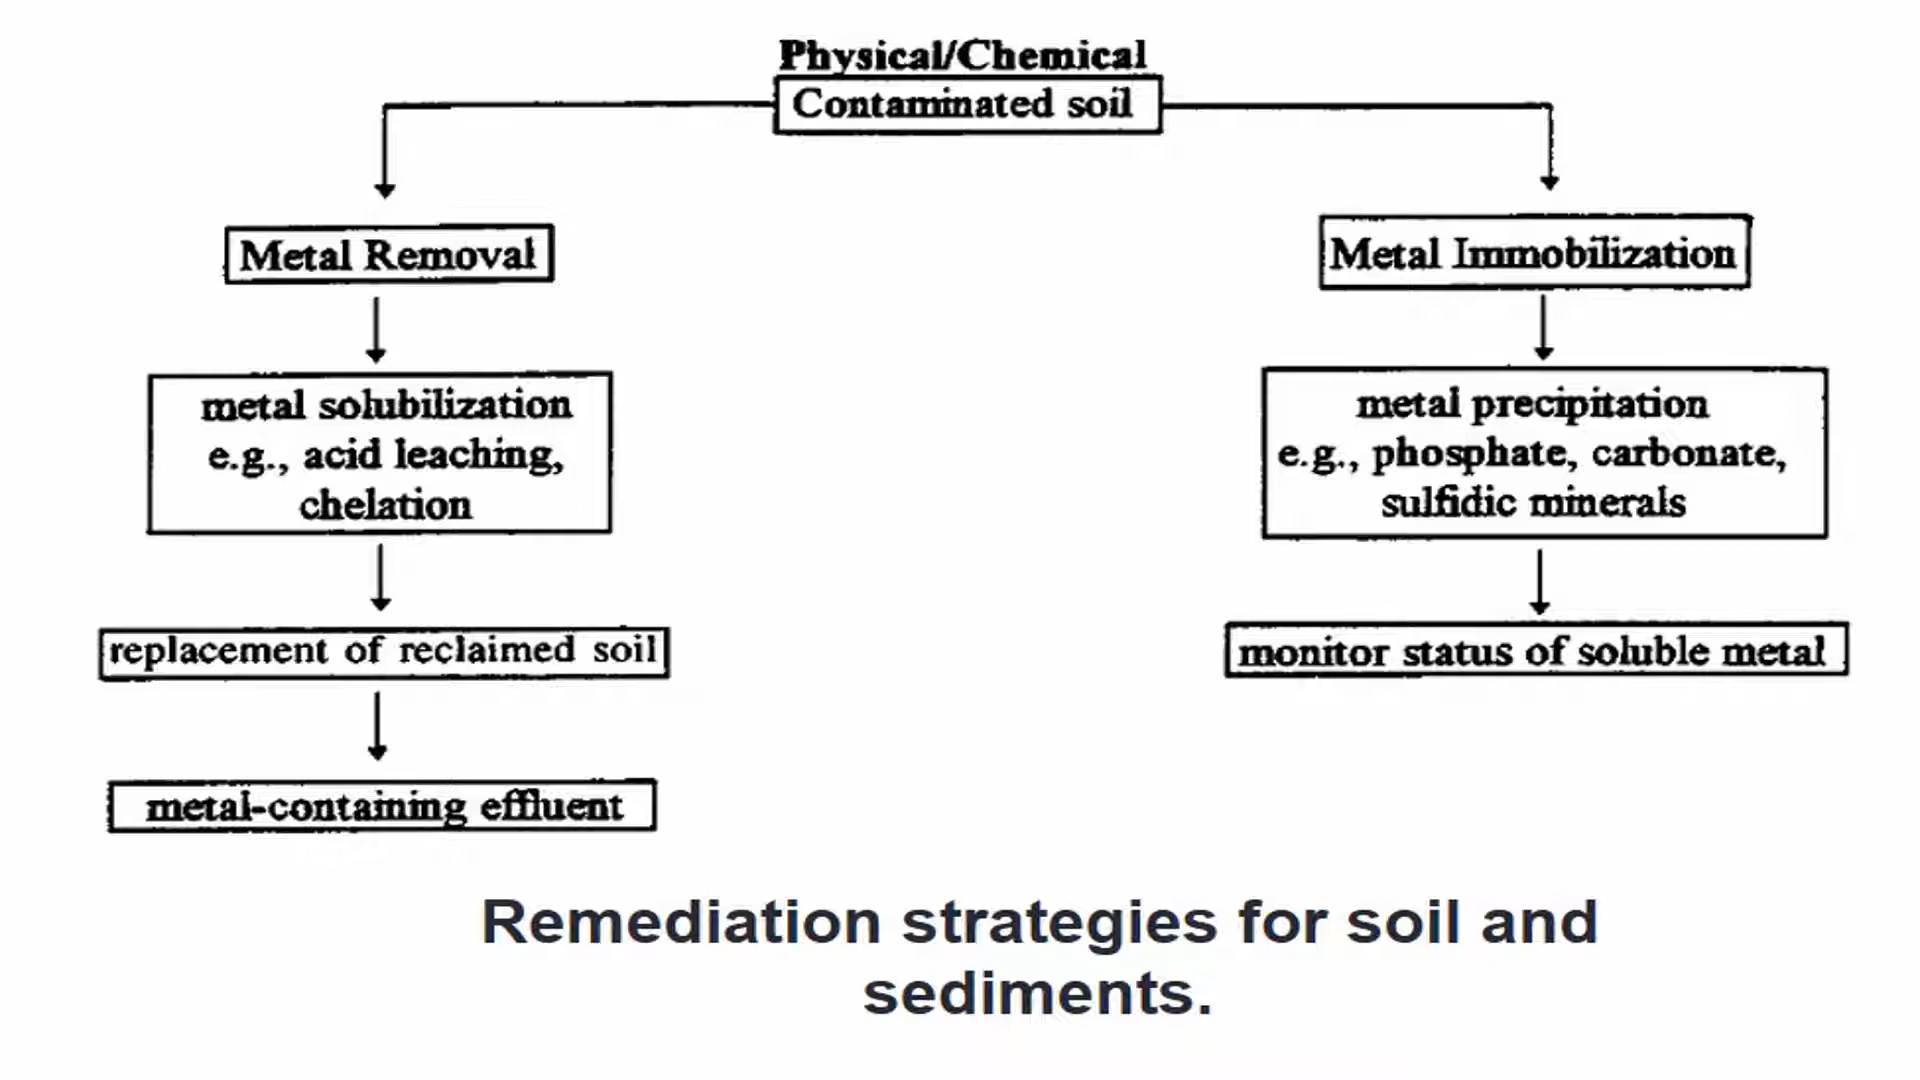 Physical/Chemical
Contaminated soil
Metal Removal
Metal Immobilization
metal solubilization
e.g., acid leaching,
chelation
metal precipitation
e.g., phosphate, carbonate,
sulfidic minerals
replacement of reclaimed soil
monitor status of soluble metal
metal-containing effluent
Remediation strategies for soil and
sediments.